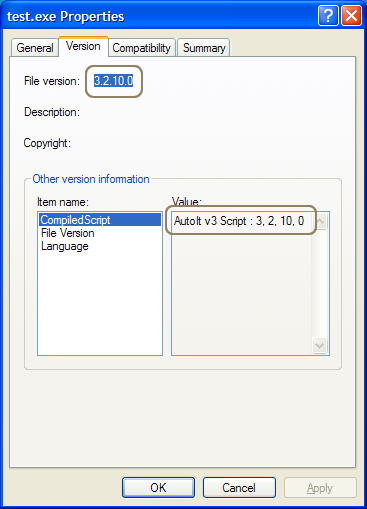 test.exe Properties
General Version Compatibility Summary
File version: 3.2.10.0
Description:
Copyright:
Other version information
Item name: Value:
CompiledScript AutoIt v3 Script : 3, 2, 10, 0
File Version
Language
OK Cancel Apply